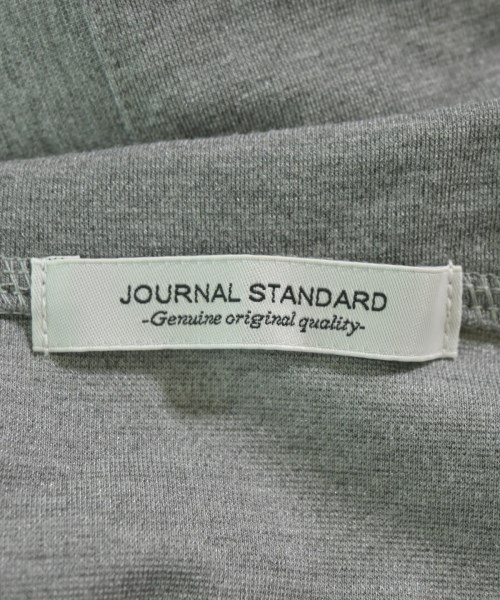 JOURNAL STANDARD
-Genuine original quality-